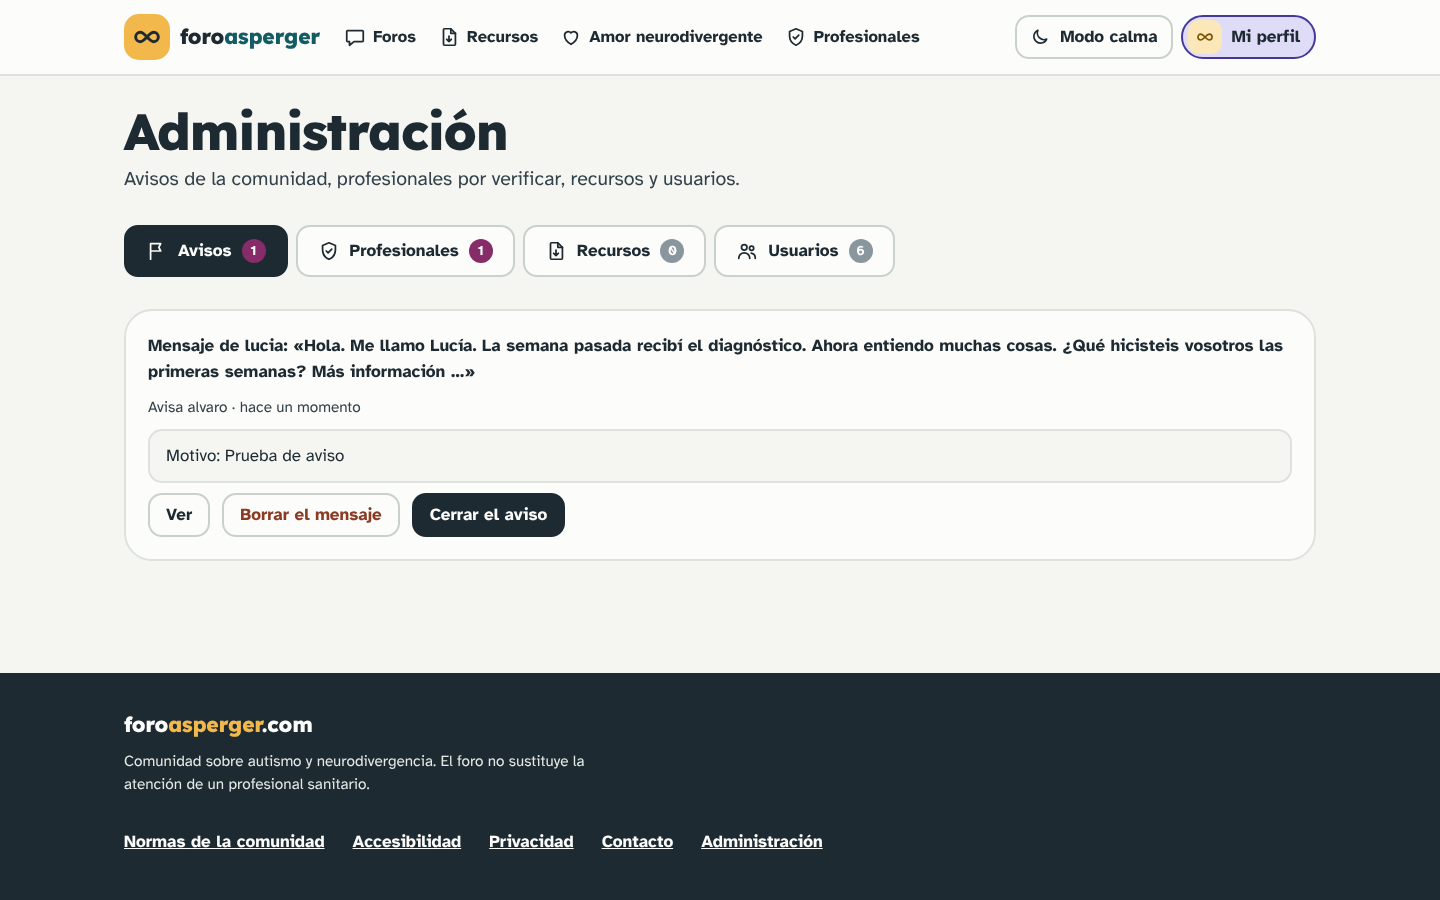 foroasperger
Foros
Recursos
Amor neurodivergente
Profesionales
Modo calma
Mi perfil
Administración
Avisos de la comunidad, profesionales por verificar, recursos y usuarios.
Avisos 1
Profesionales 1
Recursos 0
Usuarios 6
Mensaje de lucia: «Hola. Me llamo Lucía. La semana pasada recibí el diagnóstico. Ahora entiendo muchas cosas. ¿Qué hicisteis vosotros las
primeras semanas? Más información ...»
Avisa alvaro · hace un momento
Motivo: Prueba de aviso
Ver
Borrar el mensaje
Cerrar el aviso
foroasperger.com
Comunidad sobre autismo y neurodivergencia. El foro no sustituye la
atención de un profesional sanitario.
Normas de la comunidad
Accesibilidad
Privacidad
Contacto
Administración